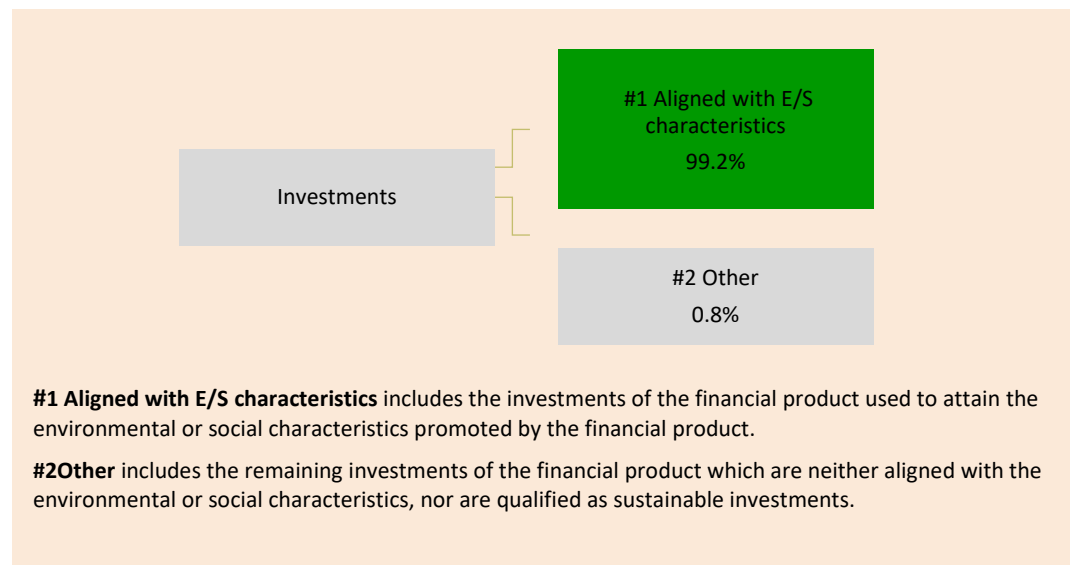 #1 Aligned with E/S
characteristics
99.2%
Investments
#2 Other
0.8%
#1 Aligned with E/S characteristics includes the investments of the financial product used to attain the
environmental or social characteristics promoted by the financial product.
#2Other includes the remaining investments of the financial product which are neither aligned with the
environmental or social characteristics, nor are qualified as sustainable investments.